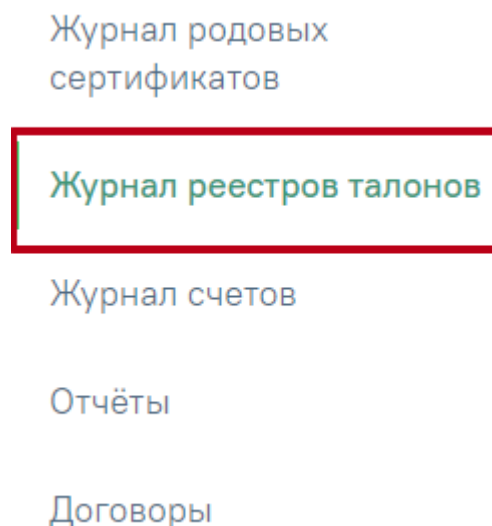 Журнал родовых
сертификатов
Журнал реестров талонов
Журнал счетов
Отчёты
Договоры